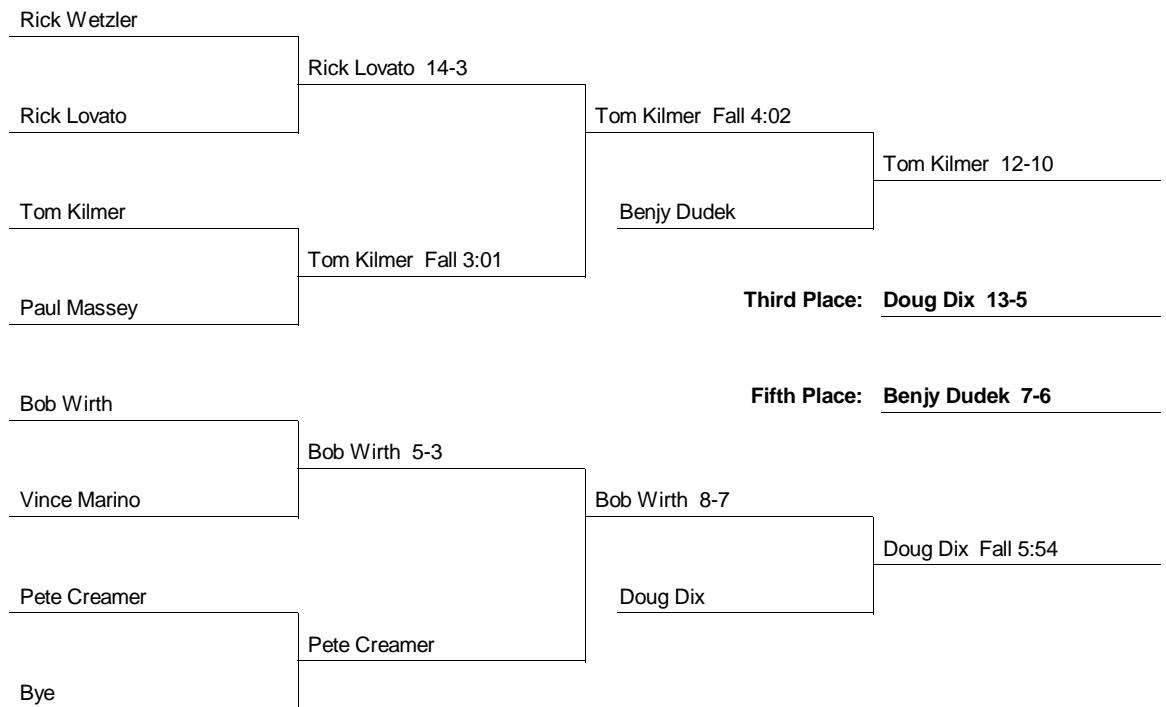 Rick Wetzler
Rick Lovato 14-3
Rick Lovato
Tom Kilmer Fall 4:02
Tom Kilmer 12-10
Tom Kilmer
Benjy Dudek
Tom Kilmer Fall 3:01
Paul Massey
Third Place: Doug Dix 13-5
Fifth Place: Benjy Dudek 7-6
Bob Wirth
Bob Wirth 5-3
Vince Marino
Bob Wirth 8-7
Doug Dix Fall 5:54
Pete Creamer
Doug Dix
Pete Creamer
Bye